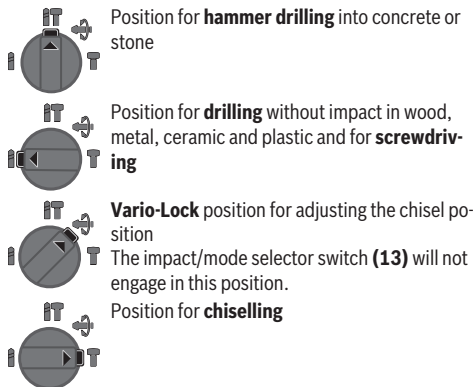 Position for hammer drilling into concrete or
stone
Position for drilling without impact in wood,
metal, ceramic and plastic and for screwdriv-
ing
Vario-Lock position for adjusting the chisel po-
sition
The impact/mode selector switch (13) will not
engage in this position.
Position for chiselling